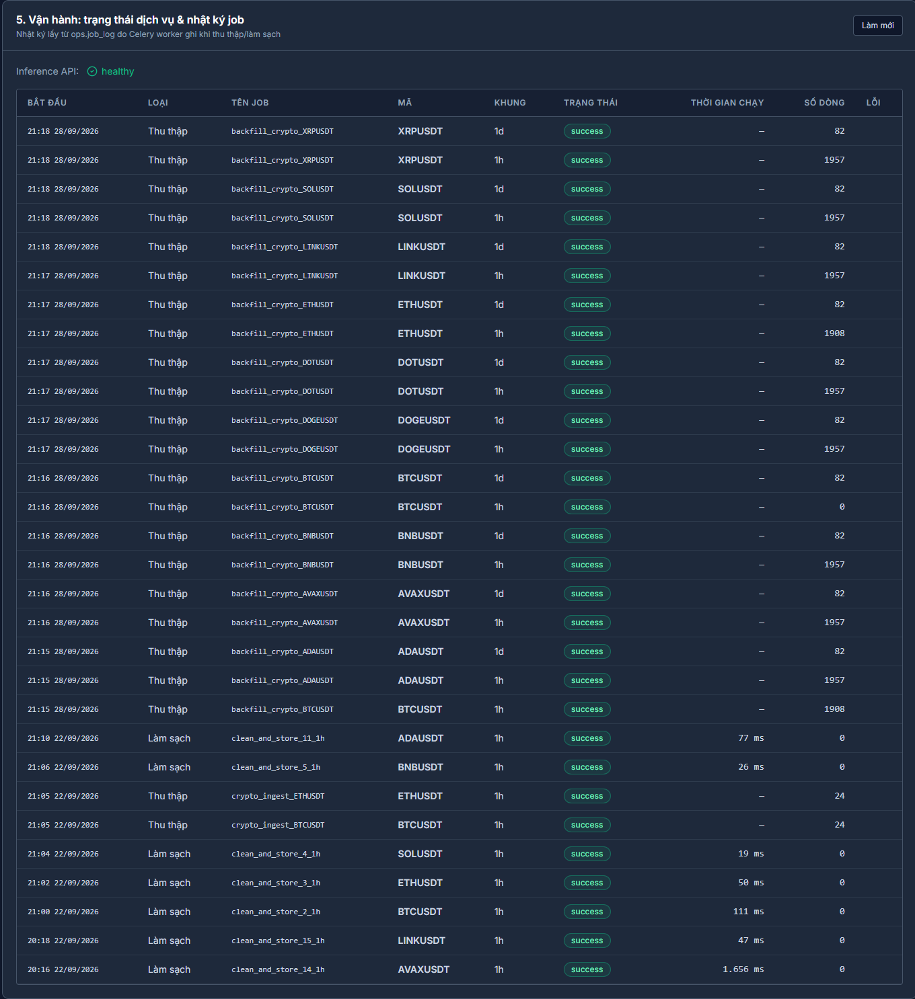 5. Vận hành: trạng thái dịch vụ & nhật ký job
Nhật ký lấy từ ops.job_log do Celery worker ghi khi thu thập/làm sạch
Làm mới
Inference API: healthy
BẮT ĐẦU LOẠI TÊN JOB MÃ KHUNG TRẠNG THÁI THỜI GIAN CHẠY SỐ DÒNG LỖI
21:18 28/09/2026 Thu thập backfill_crypto_XRPUSDT XRPUSDT 1d success — 82
21:18 28/09/2026 Thu thập backfill_crypto_XRPUSDT XRPUSDT 1h success — 1957
21:18 28/09/2026 Thu thập backfill_crypto_SOLUSDT SOLUSDT 1d success — 82
21:18 28/09/2026 Thu thập backfill_crypto_SOLUSDT SOLUSDT 1h success — 1957
21:18 28/09/2026 Thu thập backfill_crypto_LINKUSDT LINKUSDT 1d success — 82
21:17 28/09/2026 Thu thập backfill_crypto_LINKUSDT LINKUSDT 1h success — 1957
21:17 28/09/2026 Thu thập backfill_crypto_ETHUSDT ETHUSDT 1d success — 82
21:17 28/09/2026 Thu thập backfill_crypto_ETHUSDT ETHUSDT 1h success — 1908
21:17 28/09/2026 Thu thập backfill_crypto_DOTUSDT DOTUSDT 1d success — 82
21:17 28/09/2026 Thu thập backfill_crypto_DOTUSDT DOTUSDT 1h success — 1957
21:17 28/09/2026 Thu thập backfill_crypto_DOGEUSDT DOGEUSDT 1d success — 82
21:17 28/09/2026 Thu thập backfill_crypto_DOGEUSDT DOGEUSDT 1h success — 1957
21:16 28/09/2026 Thu thập backfill_crypto_BTCUSDT BTCUSDT 1d success — 82
21:16 28/09/2026 Thu thập backfill_crypto_BTCUSDT BTCUSDT 1h success — 0
21:16 28/09/2026 Thu thập backfill_crypto_BNBUSDT BNBUSDT 1d success — 82
21:16 28/09/2026 Thu thập backfill_crypto_BNBUSDT BNBUSDT 1h success — 1957
21:16 28/09/2026 Thu thập backfill_crypto_AVAXUSDT AVAXUSDT 1d success — 82
21:16 28/09/2026 Thu thập backfill_crypto_AVAXUSDT AVAXUSDT 1h success — 1957
21:15 28/09/2026 Thu thập backfill_crypto_ADAUSDT ADAUSDT 1d success — 82
21:15 28/09/2026 Thu thập backfill_crypto_ADAUSDT ADAUSDT 1h success — 1957
21:15 28/09/2026 Thu thập backfill_crypto_BTCUSDT BTCUSDT 1h success — 1908
21:10 22/09/2026 Làm sạch clean_and_store_11_1h ADAUSDT 1h success 77 ms 0
21:06 22/09/2026 Làm sạch clean_and_store_5_1h BNBUSDT 1h success 26 ms 0
21:05 22/09/2026 Thu thập crypto_ingest_ETHUSDT ETHUSDT 1h success — 24
21:05 22/09/2026 Thu thập crypto_ingest_BTCUSDT BTCUSDT 1h success — 24
21:04 22/09/2026 Làm sạch clean_and_store_4_1h SOLUSDT 1h success 19 ms 0
21:02 22/09/2026 Làm sạch clean_and_store_3_1h ETHUSDT 1h success 50 ms 0
21:00 22/09/2026 Làm sạch clean_and_store_2_1h BTCUSDT 1h success 111 ms 0
20:18 22/09/2026 Làm sạch clean_and_store_15_1h LINKUSDT 1h success 47 ms 0
20:16 22/09/2026 Làm sạch clean_and_store_14_1h AVAXUSDT 1h success 1.656 ms 0